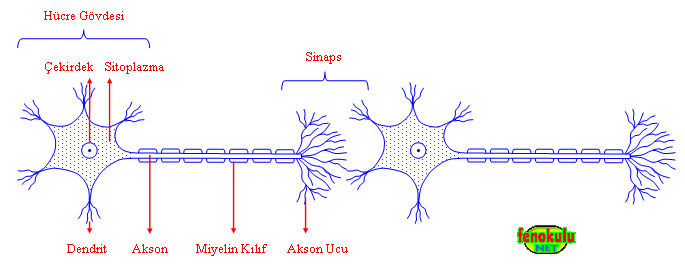 Hücre Gövdesi
Sinaps
Çekirdek Sitoplazma
Dendrit Akson Miyelin Kılıf Akson Ucu
fenokulu
NET